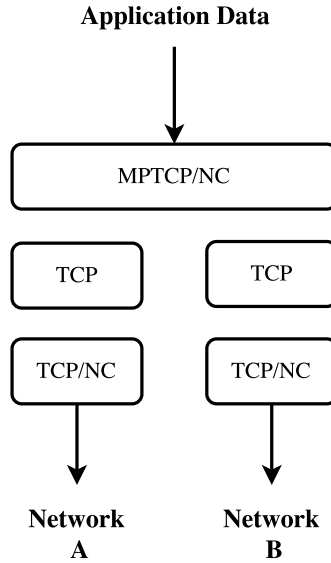 Application Data
MPTCP/NC
TCP
TCP
TCP/NC
TCP/NC
Network
A
Network
B